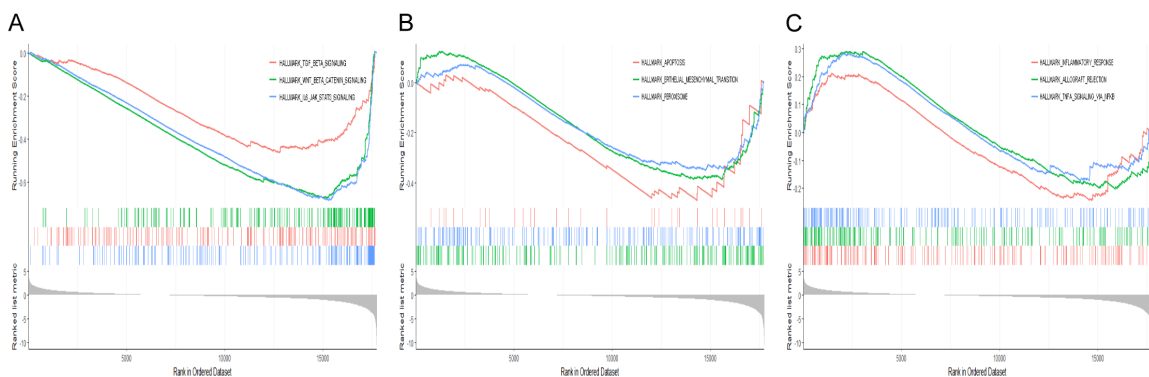 A
Running Enrichment Score
0.0
-0.4
HALLMARK_TGF_BETA_SIGNALING
HALLMARK_WNT_BETA_CATENIN_SIGNALING
HALLMARK_IL6_JAK_STAT3_SIGNALING
Ranked list metric
5
0
-5
-10
5000
10000
15000
Rank in Ordered Dataset
B
Running Enrichment Score
0.0
-0.2
-0.4
HALLMARK_APOPTOSIS
HALLMARK_EPITHELIAL_MESENCHYMAL_TRANSITION
HALLMARK_PEROXISOME
Ranked list metric
5
0
-5
-10
5000
10000
15000
Rank in Ordered Dataset
C
Running Enrichment Score
0.3
0.2
0.1
0.0
-0.1
-0.2
HALLMARK_INFLAMMATORY_RESPONSE
HALLMARK_ALLOGRAFT_REJECTION
HALLMARK_TNFA_SIGNALING_VIA_NFKB
Ranked list metric
5
0
-5
-10
5000
10000
15000
Rank in Ordered Dataset